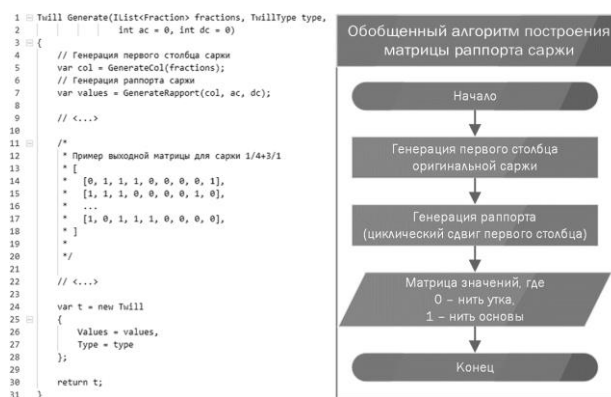 1 Twill Generate(IList<Fraction> fractions, TwillType type,
2 int ac = 0, int dc = 0)
3 {
4 // Генерация первого столбца саржи
5 var col = GenerateCol(fractions);
6 // Генерация раппорта саржи
7 var values = GenerateRapport(col, ac, dc);
8
9 // <...>
10
11 /*
12 * Пример выходной матрицы для саржи 1/4+3/1
13 * [
14 * [0, 1, 1, 1, 0, 0, 0, 0, 1],
15 * [1, 1, 1, 0, 0, 0, 0, 1, 0],
16 * ...
17 * [1, 0, 1, 1, 1, 0, 0, 0, 0],
18 * ]
19 *
20 */
21
22 // <...>
23
24 var t = new Twill
25 {
26 Values = values,
27 Type = type
28 };
29
30 return t;
31 }
Обобщенный алгоритм построения
матрицы раппорта саржи
Начало
Генерация первого столбца
оригинальной саржи
Генерация раппорта
(циклический сдвиг первого столбца)
Матрица значений, где
0 – нить утка,
1 – нить основы
Конец